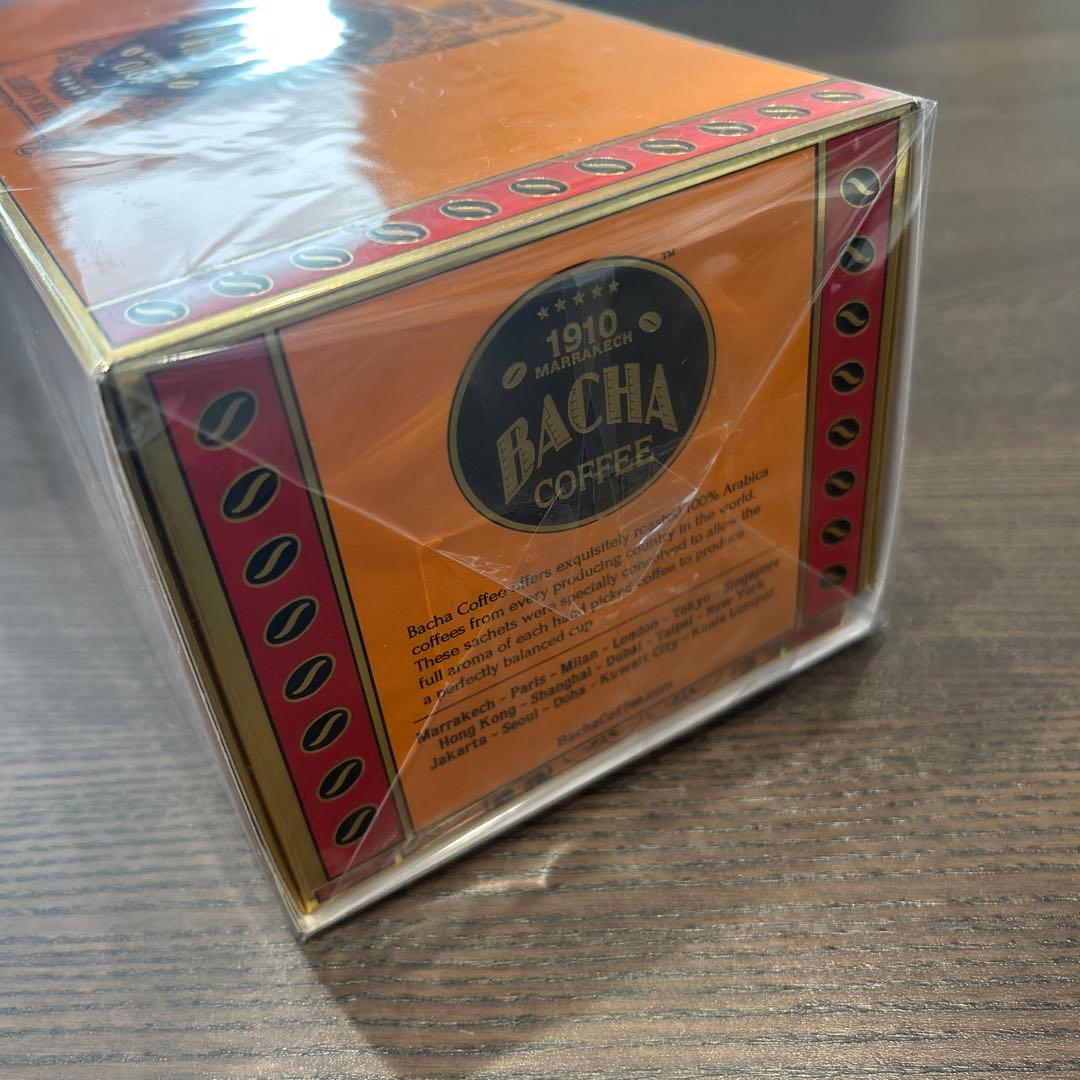 1910
MARRAKECH
BACHA
COFFEE
TM
Bacha Coffee offers exquisitely roasted 100% Arabica
coffees from every producing country in the world.
These sachets were specially conceived to allow the
full aroma of each hand picked coffee to produce
a perfectly balanced cup.
Marrakech - Paris - Milan - London - Tokyo - Singapore
Hong Kong - Shanghai - Dubai - Taipei - New York
Jakarta - Seoul - Doha - Kuwait City - Kuala Lumpur
BachaCoffee.com